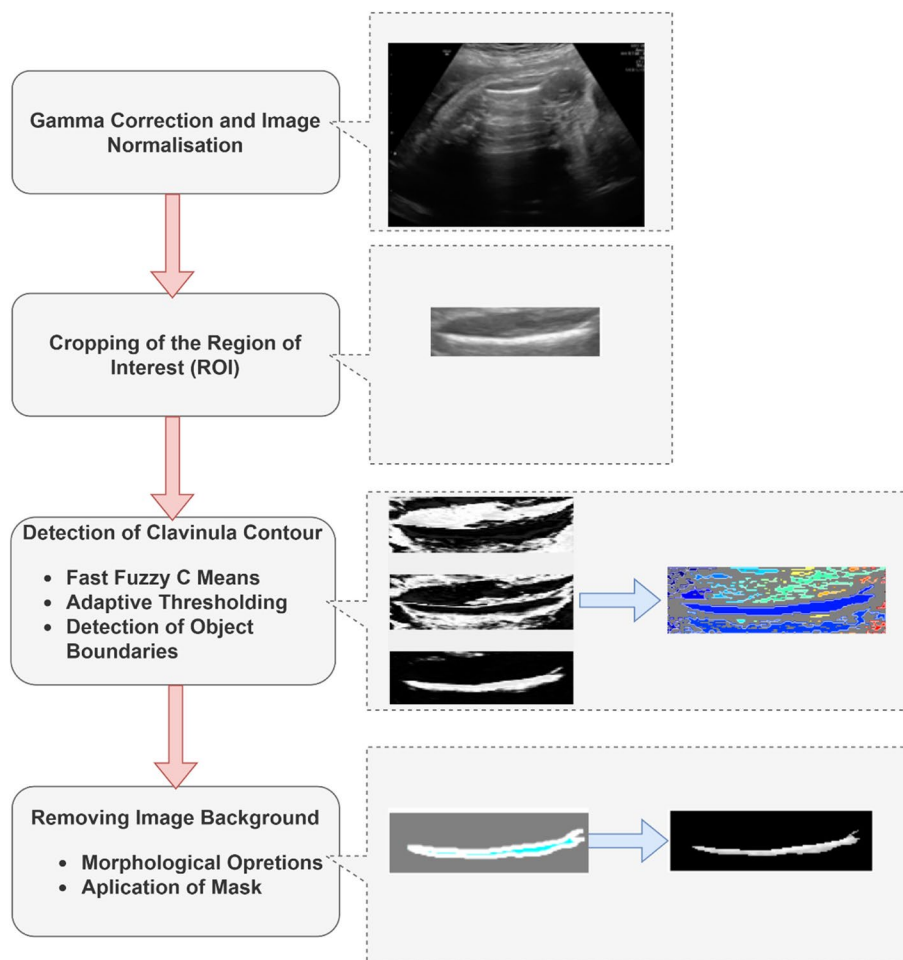 Gamma Correction and Image
Normalisation
Cropping of the Region of
Interest (ROI)
Detection of Clavinula Contour
• Fast Fuzzy C Means
• Adaptive Thresholding
• Detection of Object
Boundaries
Removing Image Background
• Morphological Opretions
• Aplication of Mask